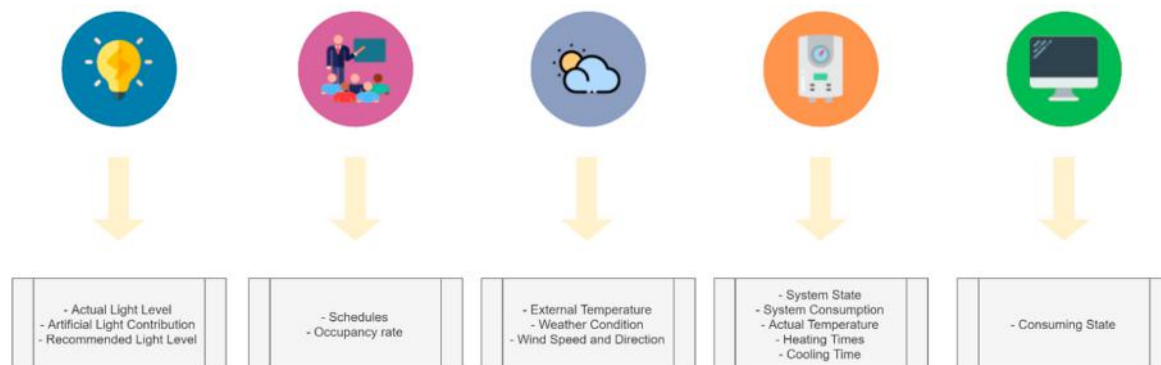 - Actual Light Level
- Artificial Light Contribution
- Recommended Light Level
- Schedules
- Occupancy rate
- External Temperature
- Weather Condition
- Wind Speed and Direction
- System State
- System Consumption
- Actual Temperature
- Heating Times
- Cooling Time
- Consuming State